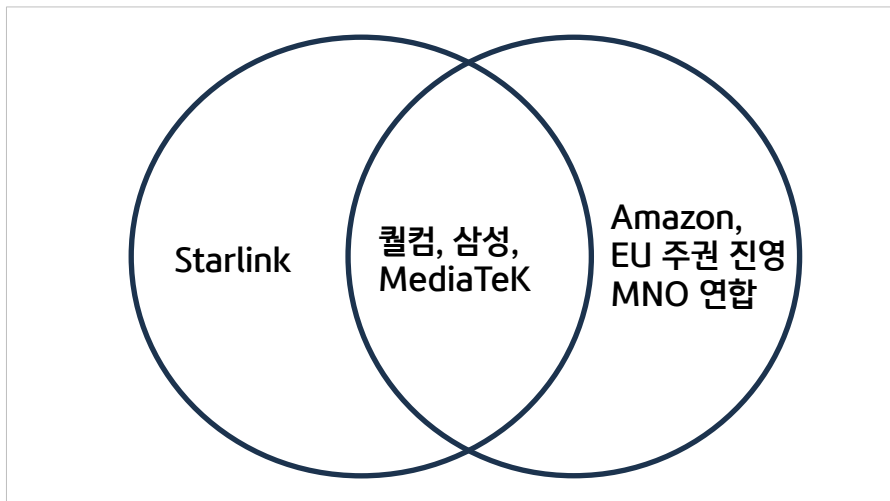 Starlink
퀄컴, 삼성,
MediaTeK
Amazon,
EU 주권 진영
MNO 연합